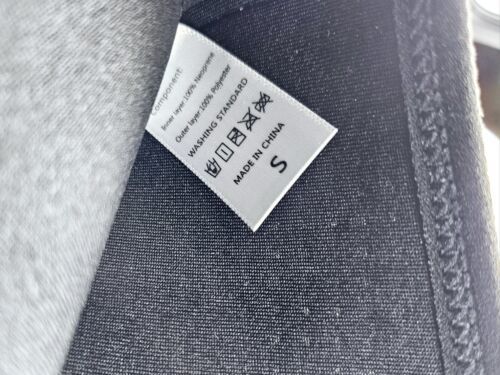 Component
Inner layer:100% Neoprene
Outer layer:100% Polyester
WASHING STANDARD
MADE IN CHINA
S